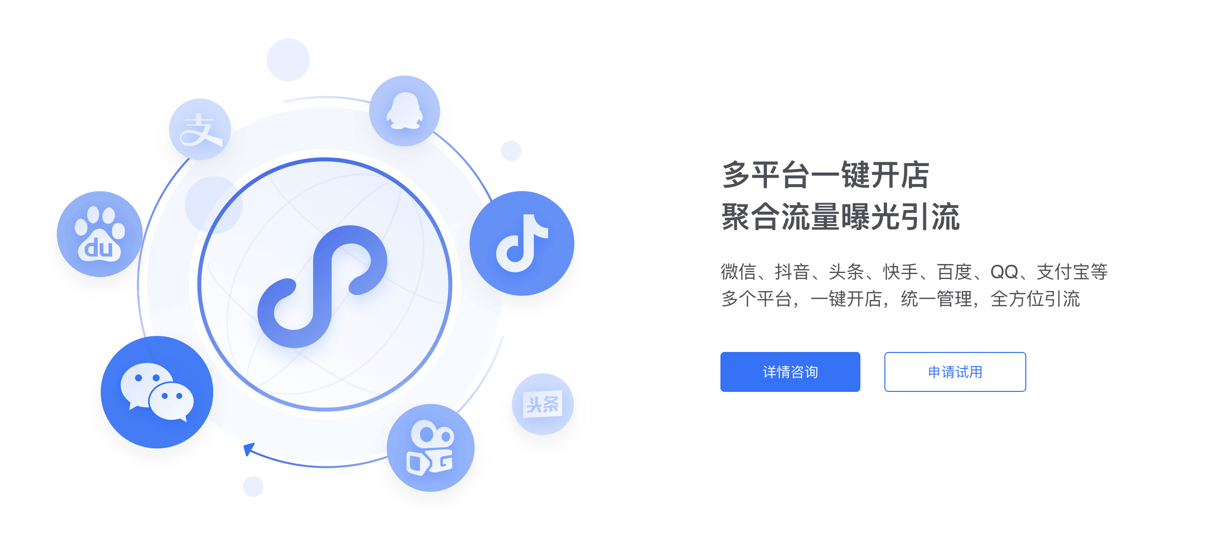 支
du
头条
多平台一键开店
聚合流量曝光引流
微信、抖音、头条、快手、百度、QQ、支付宝等
多个平台，一键开店，统一管理，全方位引流
详情咨询
申请试用